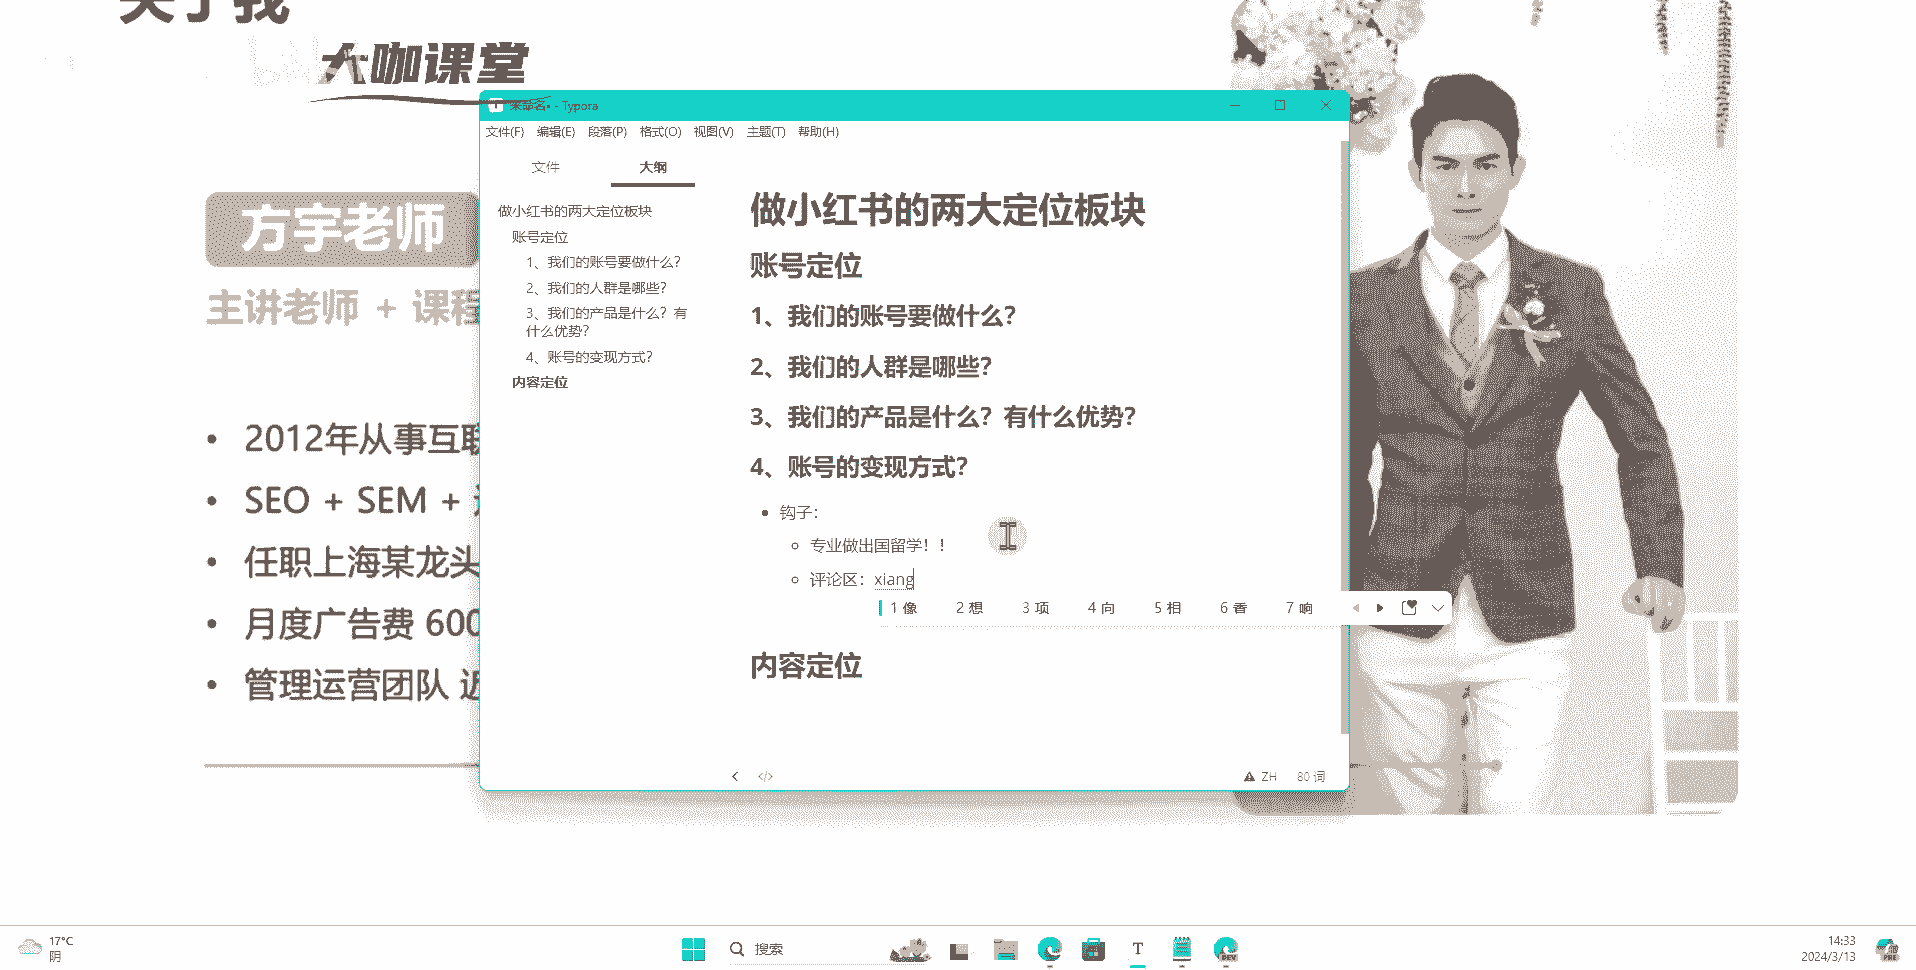 关于我
大咖课堂
方宇老师
主讲老师 + 课程
• 2012年从事互联
• SEO + SEM +
• 任职上海某龙头
• 月度广告费 600
• 管理运营团队 近
未命名• - Typora
文件(F) 编辑(E) 段落(P) 格式(O) 视图(V) 主题(T) 帮助(H)
文件 大纲
做小红书的两大定位板块
账号定位
1、我们的账号要做什么？
2、我们的人群是哪些？
3、我们的产品是什么？有
什么优势？
4、账号的变现方式？
内容定位
做小红书的两大定位板块
账号定位
1、我们的账号要做什么？
2、我们的人群是哪些？
3、我们的产品是什么？有什么优势？
4、账号的变现方式？
• 钩子：
○ 专业做出国留学！！
○ 评论区：xiang
1 像 2 想 3 项 4 向 5 相 6 香 7 响
内容定位
ZH 80 词
17°C
阴
搜索
T
DEV
14:33
2024/3/13
PRE